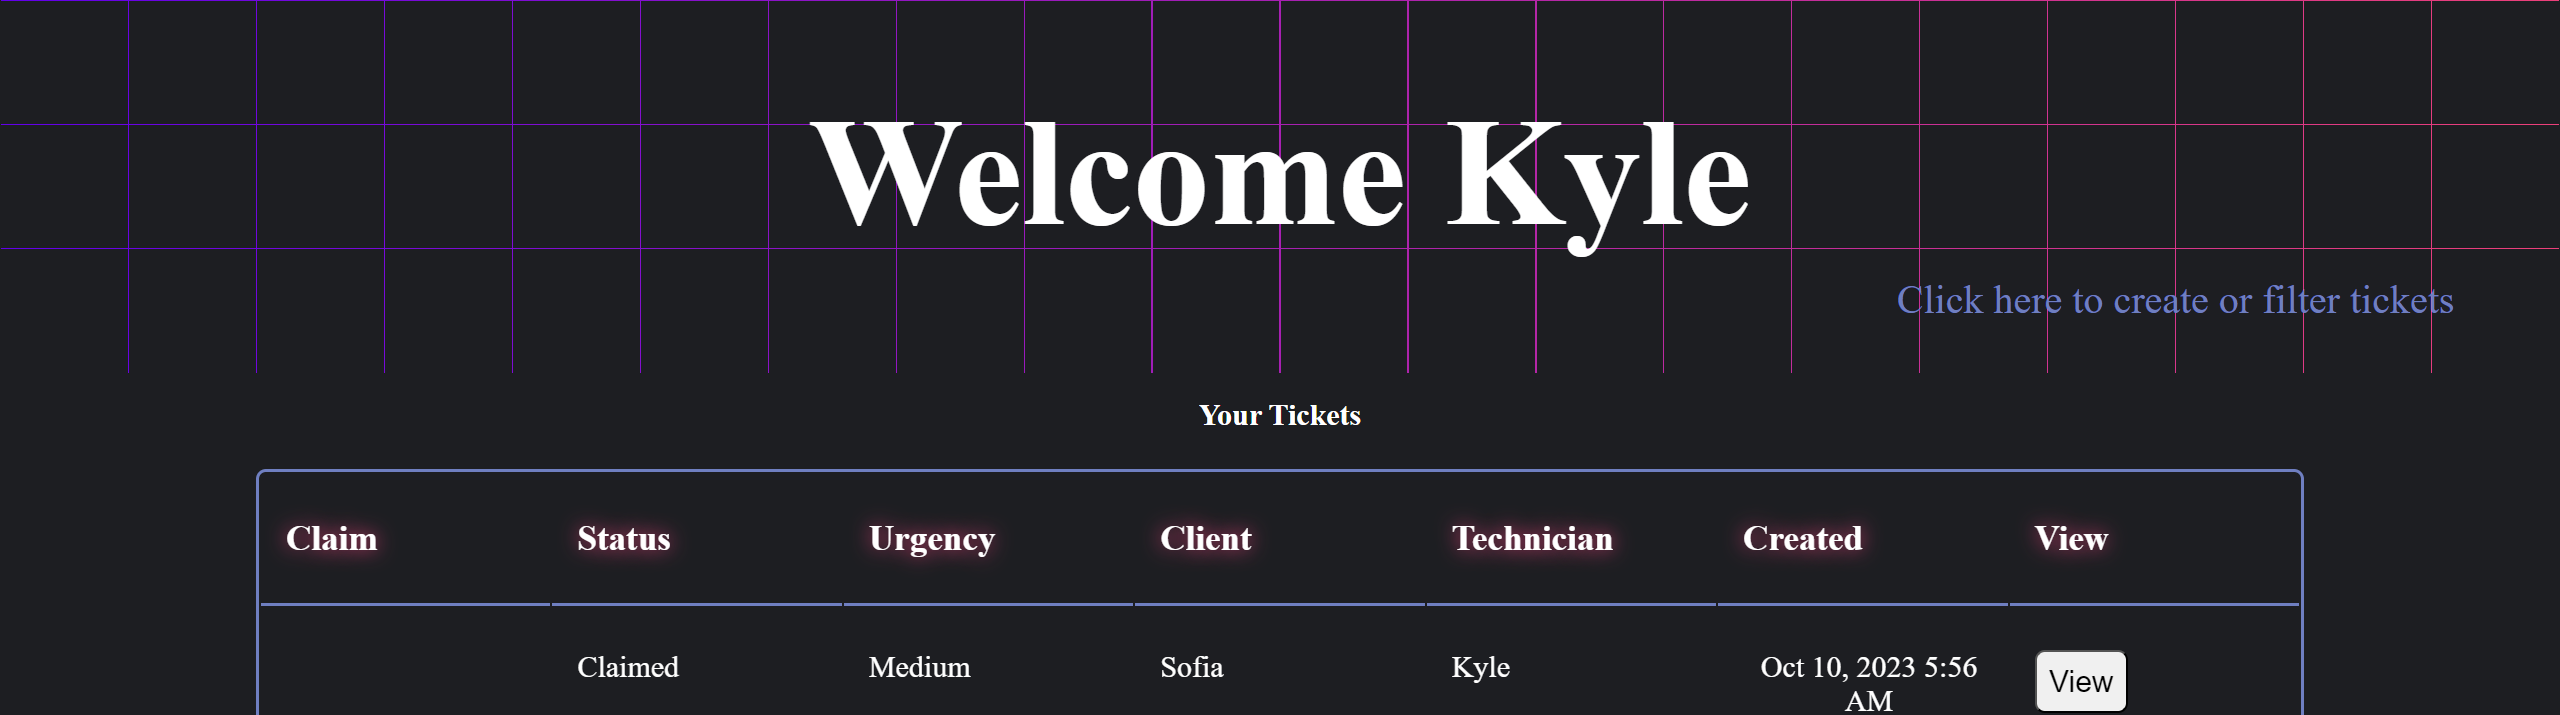 Welcome Kyle
Click here to create or filter tickets
Your Tickets
Claim Status Urgency Client Technician Created View
Claimed Medium Sofia Kyle Oct 10, 2023 5:56 AM View